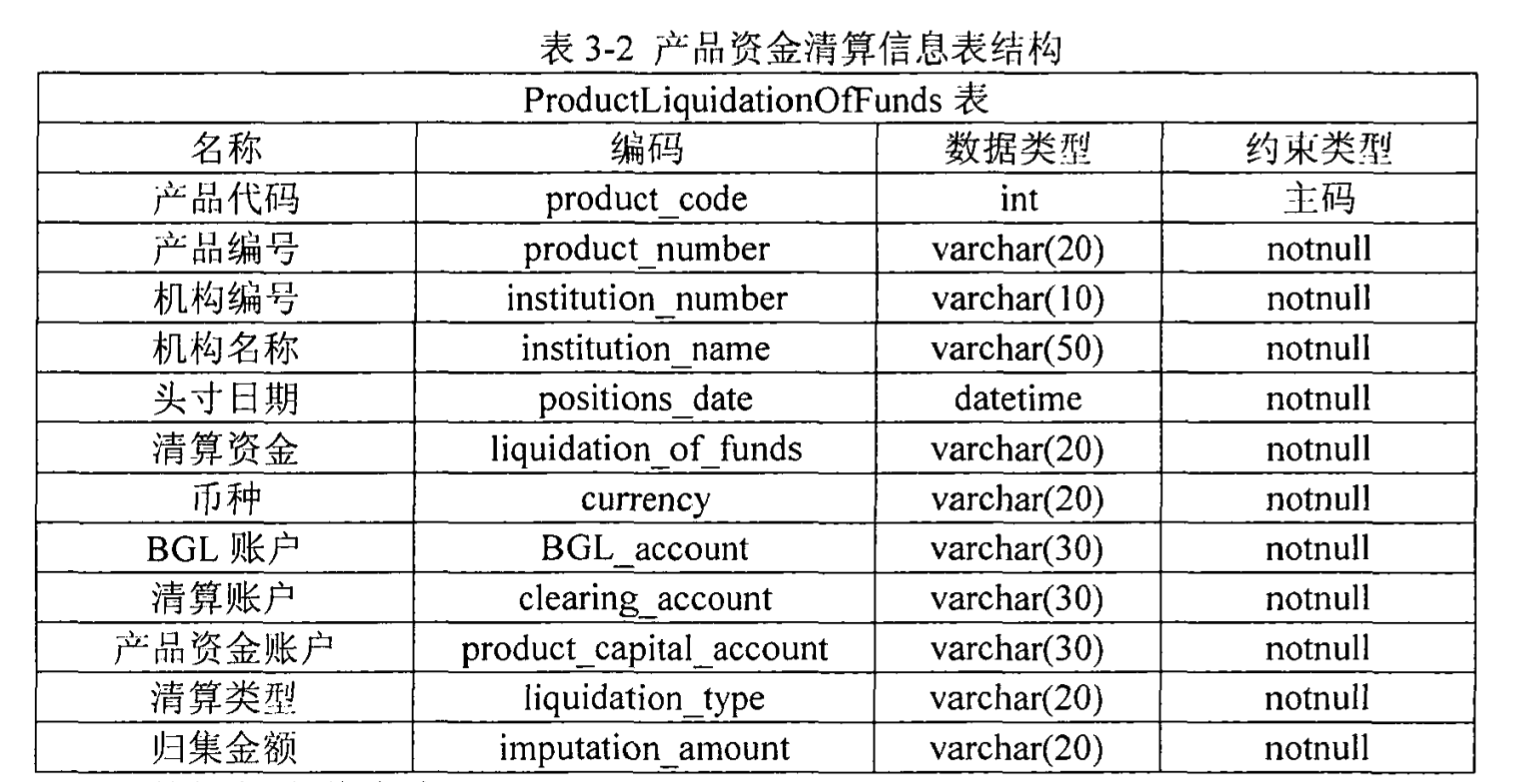 表 3-2 产品资金清算信息表结构
ProductLiquidationOfFunds 表
名称 编码 数据类型 约束类型
产品代码 product_code int 主码
产品编号 product_number varchar(20) notnull
机构编号 institution_number varchar(10) notnull
机构名称 institution_name varchar(50) notnull
头寸日期 positions_date datetime notnull
清算资金 liquidation_of_funds varchar(20) notnull
币种 currency varchar(20) notnull
BGL 账户 BGL_account varchar(30) notnull
清算账户 clearing_account varchar(30) notnull
产品资金账户 product_capital_account varchar(30) notnull
清算类型 liquidation_type varchar(20) notnull
归集金额 imputation_amount varchar(20) notnull